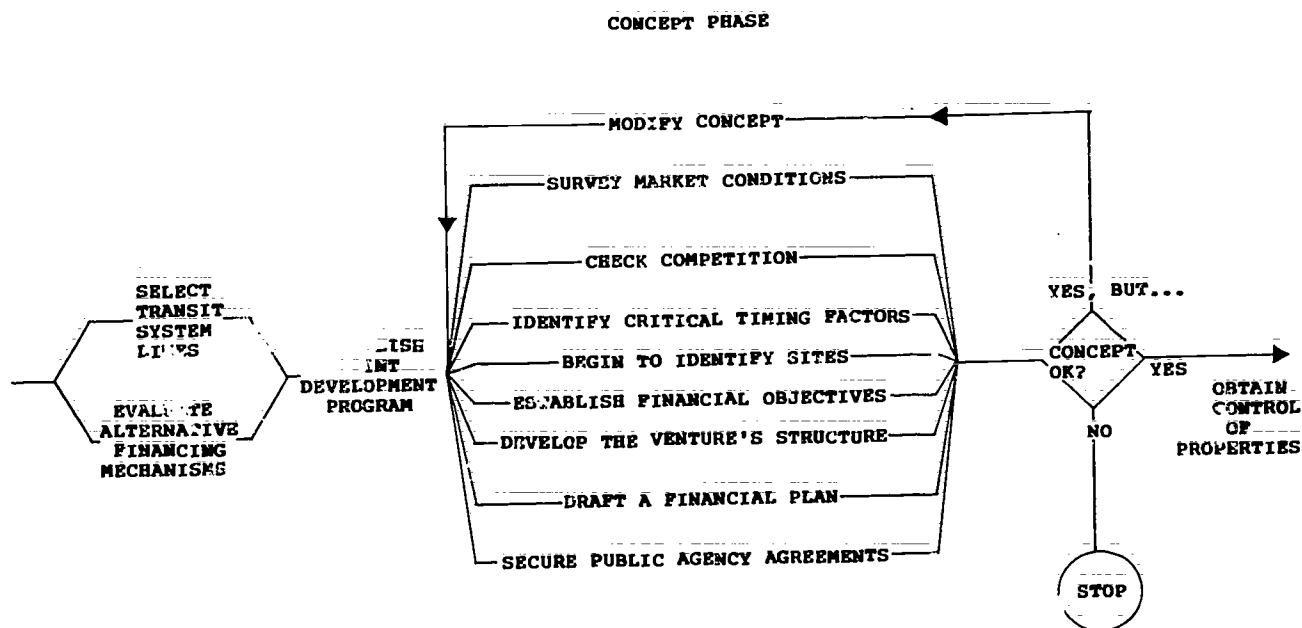 CONCEPT PHASE
MODIFY CONCEPT
SURVEY MARKET CONDITIONS
CHECK COMPETITION
IDENTIFY CRITICAL TIMING FACTORS
BEGIN TO IDENTIFY SITES
ESTABLISH FINANCIAL OBJECTIVES
DEVELOP THE VENTURE'S STRUCTURE
DRAFT A FINANCIAL PLAN
SECURE PUBLIC AGENCY AGREEMENTS
SELECT
TRANSIT
SYSTEM
LINES
EVALUATE
ALTERNATIVE
FINANCING
MECHANISMS
DEVELOPMENT
PROGRAM
YES, BUT...
CONCEPT
OK?
YES
NO
STOP
OBTAIN
CONTROL
OF
PROPERTIES